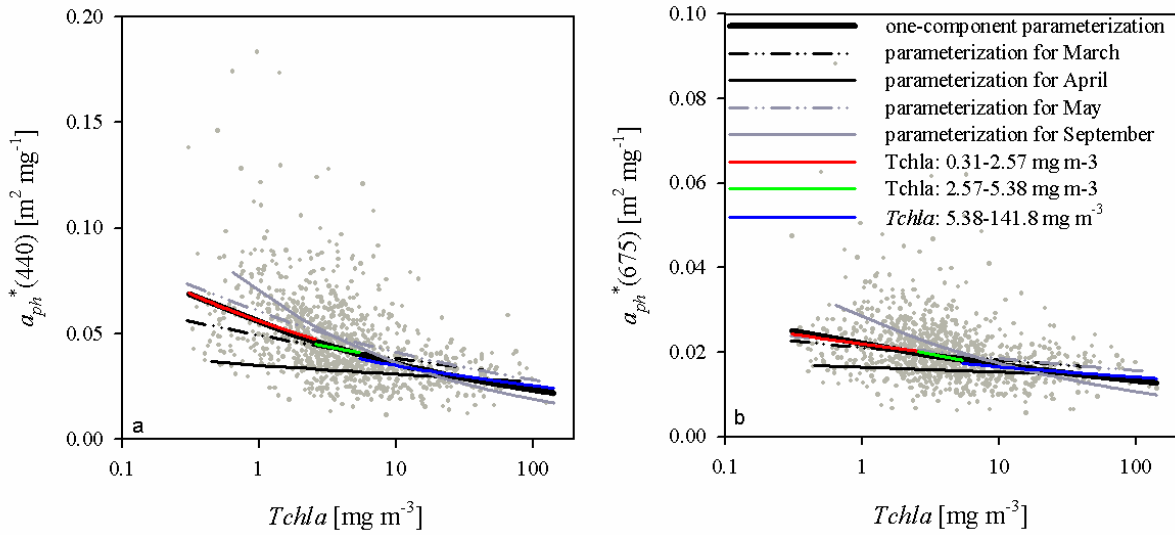 0.20
0.15
0.10
0.05
0.00
a_ph*(440) [m² mg⁻¹]
a
0.1 1 10 100
Tchla [mg m⁻³]
0.10
0.08
0.06
0.04
0.02
0.00
a_ph*(675) [m² mg⁻¹]
one-component parameterization
parameterization for March
parameterization for April
parameterization for May
parameterization for September
Tchla: 0.31-2.57 mg m-3
Tchla: 2.57-5.38 mg m-3
Tchla: 5.38-141.8 mg m⁻³
b
0.1 1 10 100
Tchla [mg m⁻³]